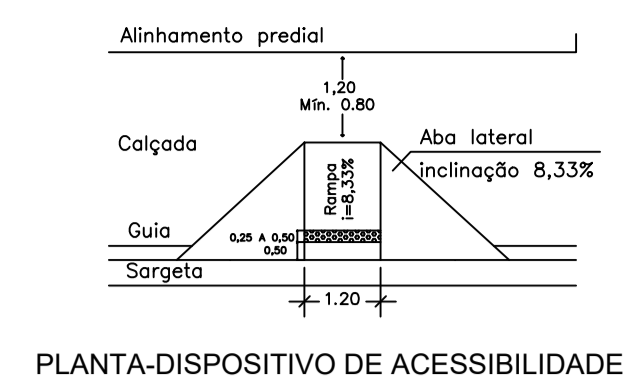 Alinhamento predial
1,20
Mín. 0.80
Calçada
Aba lateral
inclinação 8,33%
Rampa
i=8,33%
Guia
0,25 A 0,50
0,50
Sargeta
1.20
PLANTA-DISPOSITIVO DE ACESSIBILIDADE